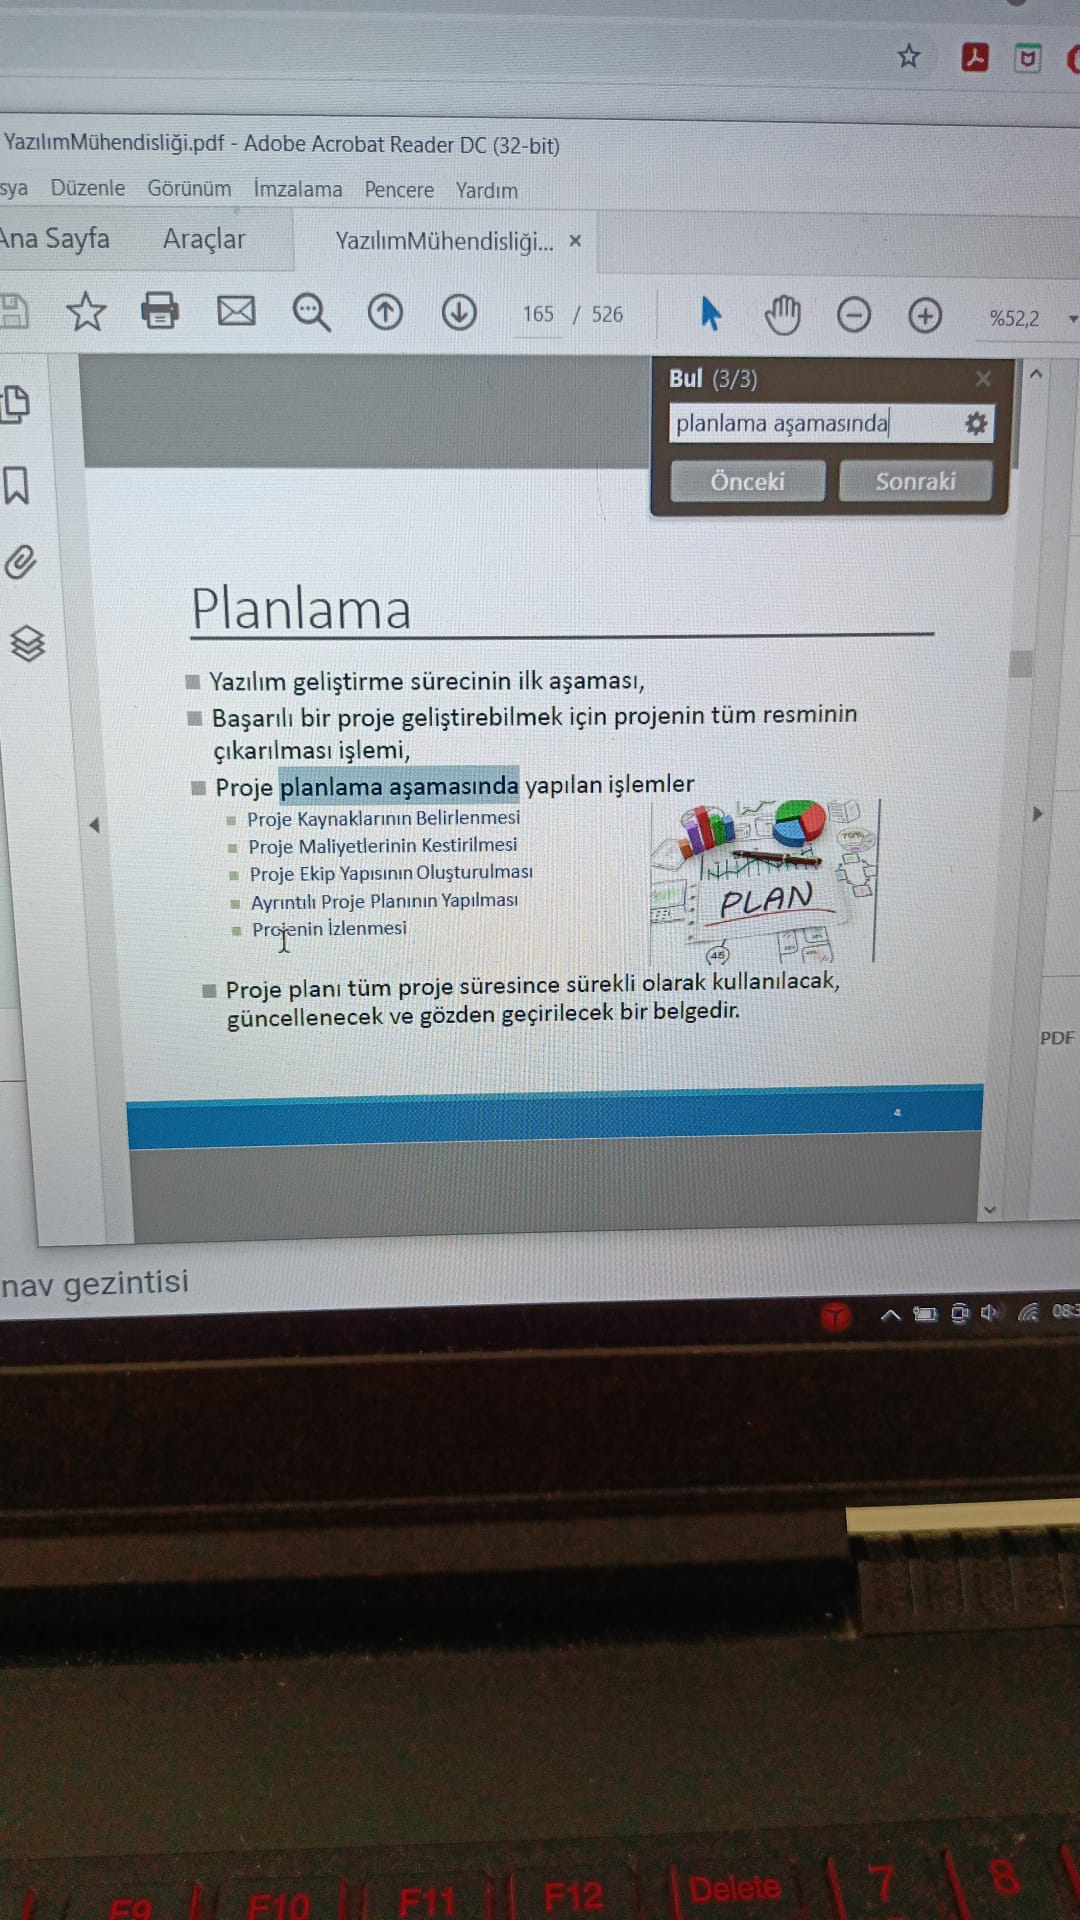 YazılımMühendisliği.pdf - Adobe Acrobat Reader DC (32-bit)
sya Düzenle Görünüm İmzalama Pencere Yardım
Ana Sayfa Araçlar YazılımMühendisliği... ×
165 / 526 %52,2
Bul (3/3)
planlama aşamasında
Önceki Sonraki
Planlama
Yazılım geliştirme sürecinin ilk aşaması,
Başarılı bir proje geliştirebilmek için projenin tüm resminin
çıkarılması işlemi,
Proje planlama aşamasında yapılan işlemler
Proje Kaynaklarının Belirlenmesi
Proje Maliyetlerinin Kestirilmesi
Proje Ekip Yapısının Oluşturulması
Ayrıntılı Proje Planının Yapılması
Projenin İzlenmesi
70%
PLAN
45
Proje planı tüm proje süresince sürekli olarak kullanılacak,
güncellenecek ve gözden geçirilecek bir belgedir.
PDF
4
nav gezintisi
08:3
F9 F10 F11 F12 Delete 7 8